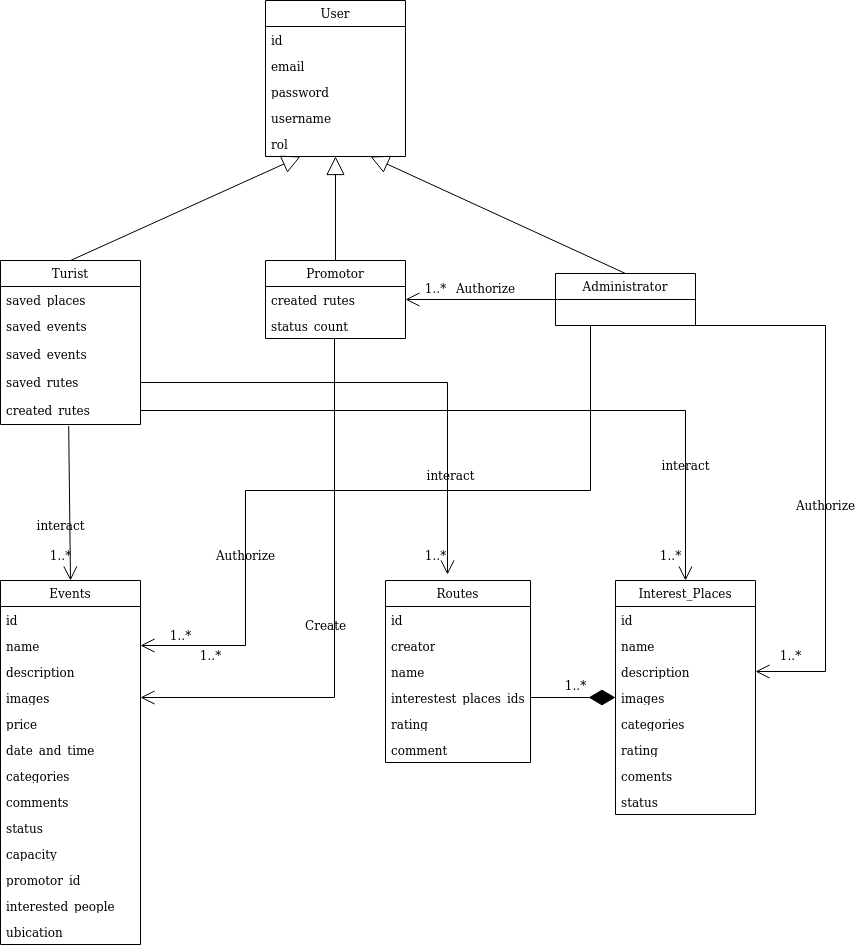 User
id
email
password
username
rol
Turist
saved places
saved events
saved events
saved rutes
created rutes
Promotor
created rutes
status count
1..* Authorize
Administrator
interact
interact
interact
Authorize
1..*
Authorize
1..*
1..*
Create
1..*
1..*
1..*
1..*
Events
id
name
description
images
price
date and time
categories
comments
status
capacity
promotor id
interested people
ubication
Routes
id
creator
name
interestest places ids
rating
comment
Interest_Places
id
name
description
images
categories
rating
coments
status